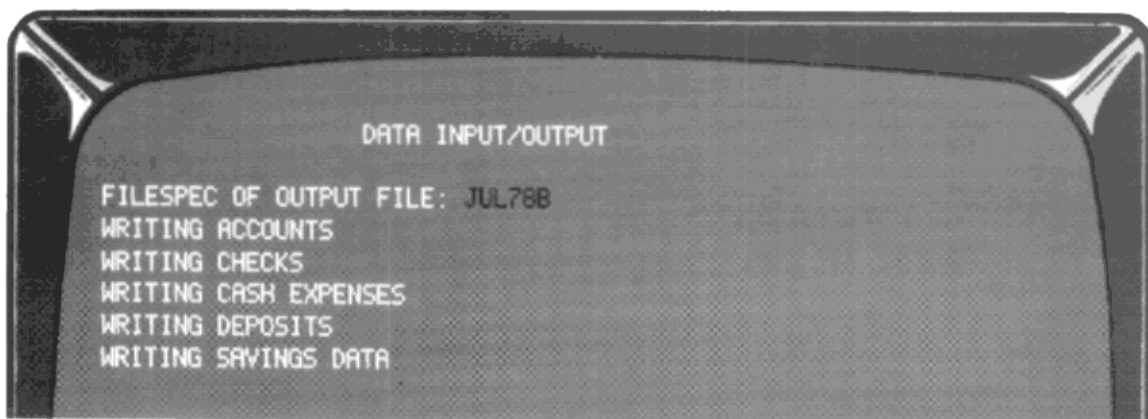 DATA INPUT/OUTPUT
FILESPEC OF OUTPUT FILE: JUL78B
WRITING ACCOUNTS
WRITING CHECKS
WRITING CASH EXPENSES
WRITING DEPOSITS
WRITING SAVINGS DATA